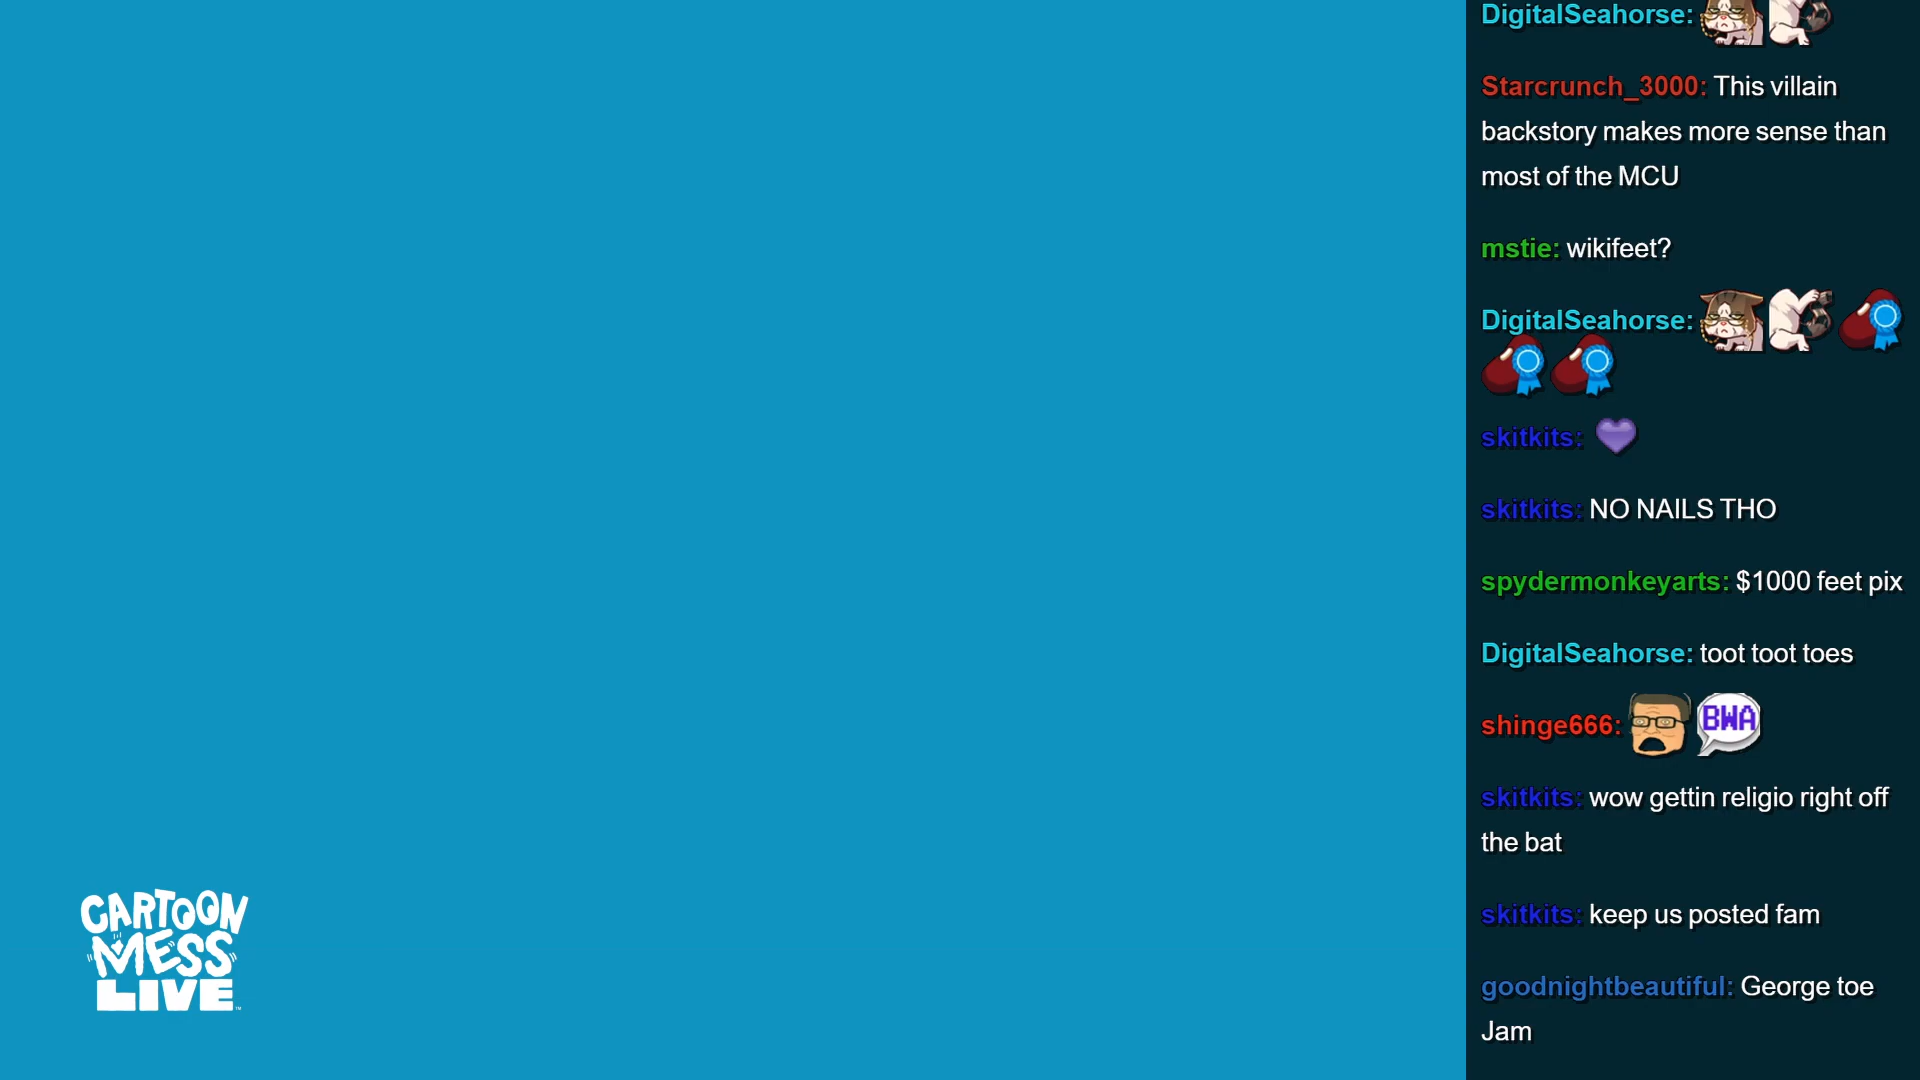 DigitalSeahorse:
Starcrunch_3000: This villain
backstory makes more sense than
most of the MCU
mstie: wikifeet?
DigitalSeahorse:
skitkits:
skitkits: NO NAILS THO
spydermonkeyarts: $1000 feet pix
DigitalSeahorse: toot toot toes
shinge666: BWA
skitkits: wow gettin religio right off
the bat
skitkits: keep us posted fam
goodnightbeautiful: George toe
Jam
CARTOON
MESS
LIVE™